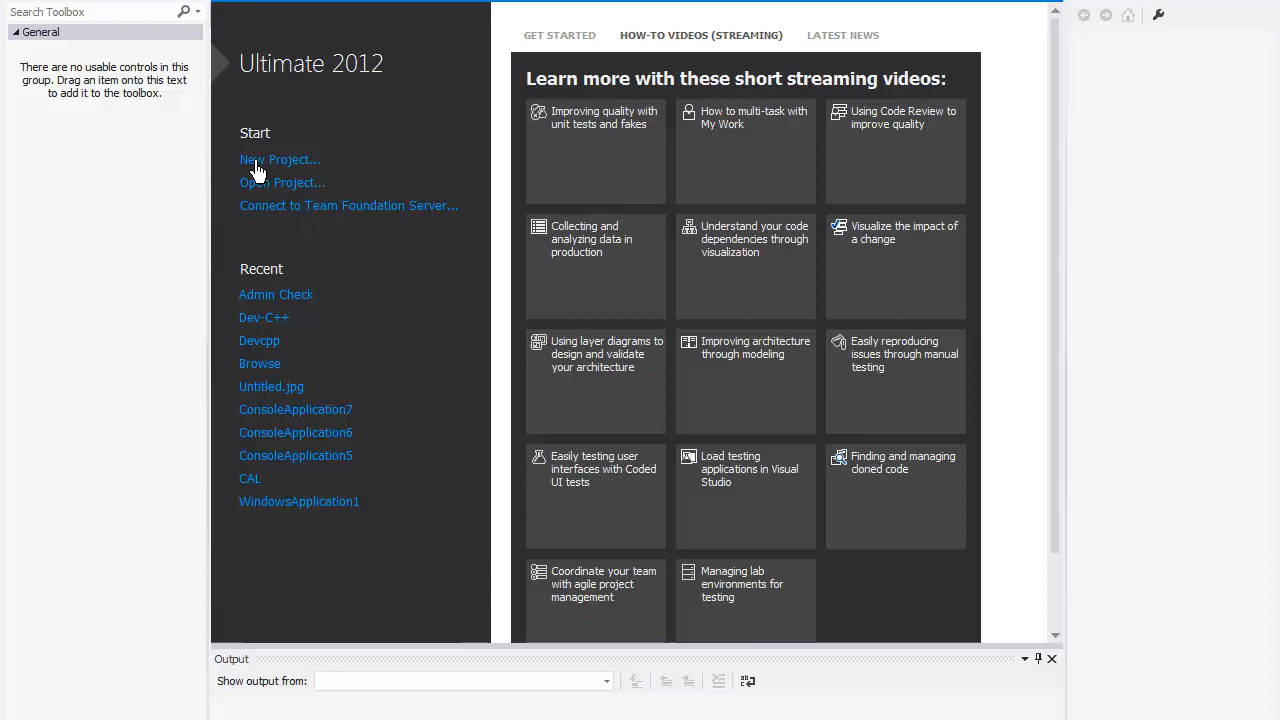 Search Toolbox
General
There are no usable controls in this
group. Drag an item onto this text
to add it to the toolbox.
Ultimate 2012
Start
New Project...
Open Project...
Connect to Team Foundation Server...
Recent
Admin Check
Dev-C++
Devcpp
Browse
Untitled.jpg
ConsoleApplication7
ConsoleApplication6
ConsoleApplication5
CAL
WindowsApplication1
GET STARTED
HOW-TO VIDEOS (STREAMING)
LATEST NEWS
Learn more with these short streaming videos:
Improving quality with
unit tests and fakes
How to multi-task with
My Work
Using Code Review to
improve quality
Collecting and
analyzing data in
production
Understand your code
dependencies through
visualization
Visualize the impact of
a change
Using layer diagrams to
design and validate
your architecture
Improving architecture
through modeling
Easily reproducing
issues through manual
testing
Easily testing user
interfaces with Coded
UI tests
Load testing
applications in Visual
Studio
Finding and managing
cloned code
Coordinate your team
with agile project
management
Managing lab
environments for
testing
Output
Show output from: